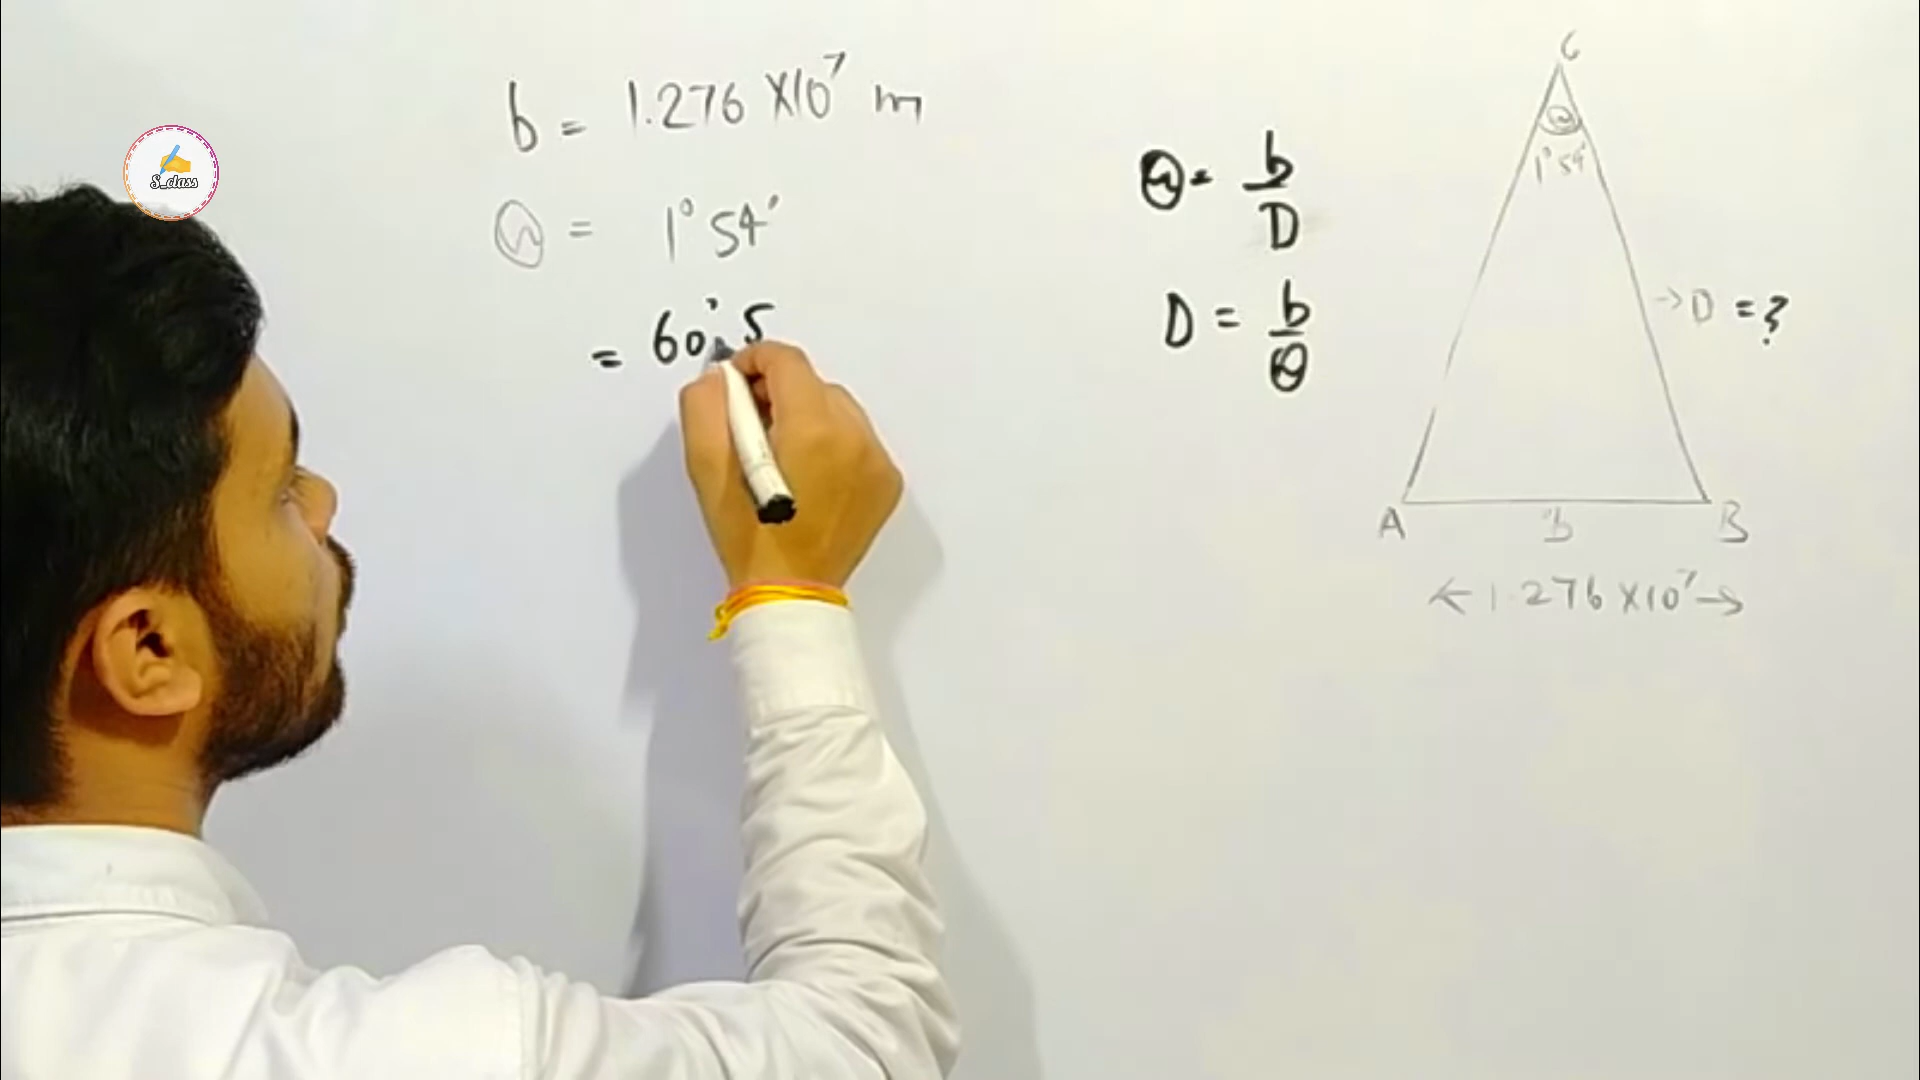 S_class
b = 1.276 X10⁷ m
θ = 1° 54'
= 60' 5
θ = b/D
D = b/θ
C
θ
1° 54'
→ D = ?
A b B
← 1.276 X10⁷ →